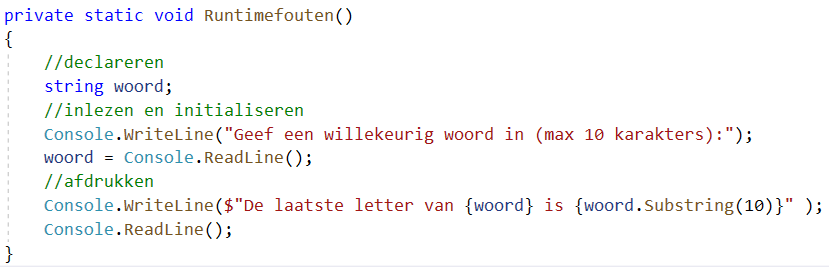 private static void Runtimefouten()
{
    //declareren
    string woord;
    //inlezen en initialiseren
    Console.WriteLine("Geef een willekeurig woord in (max 10 karakters):");
    woord = Console.ReadLine();
    //afdrukken
    Console.WriteLine($"De laatste letter van {woord} is {woord.Substring(10)}" );
    Console.ReadLine();
}